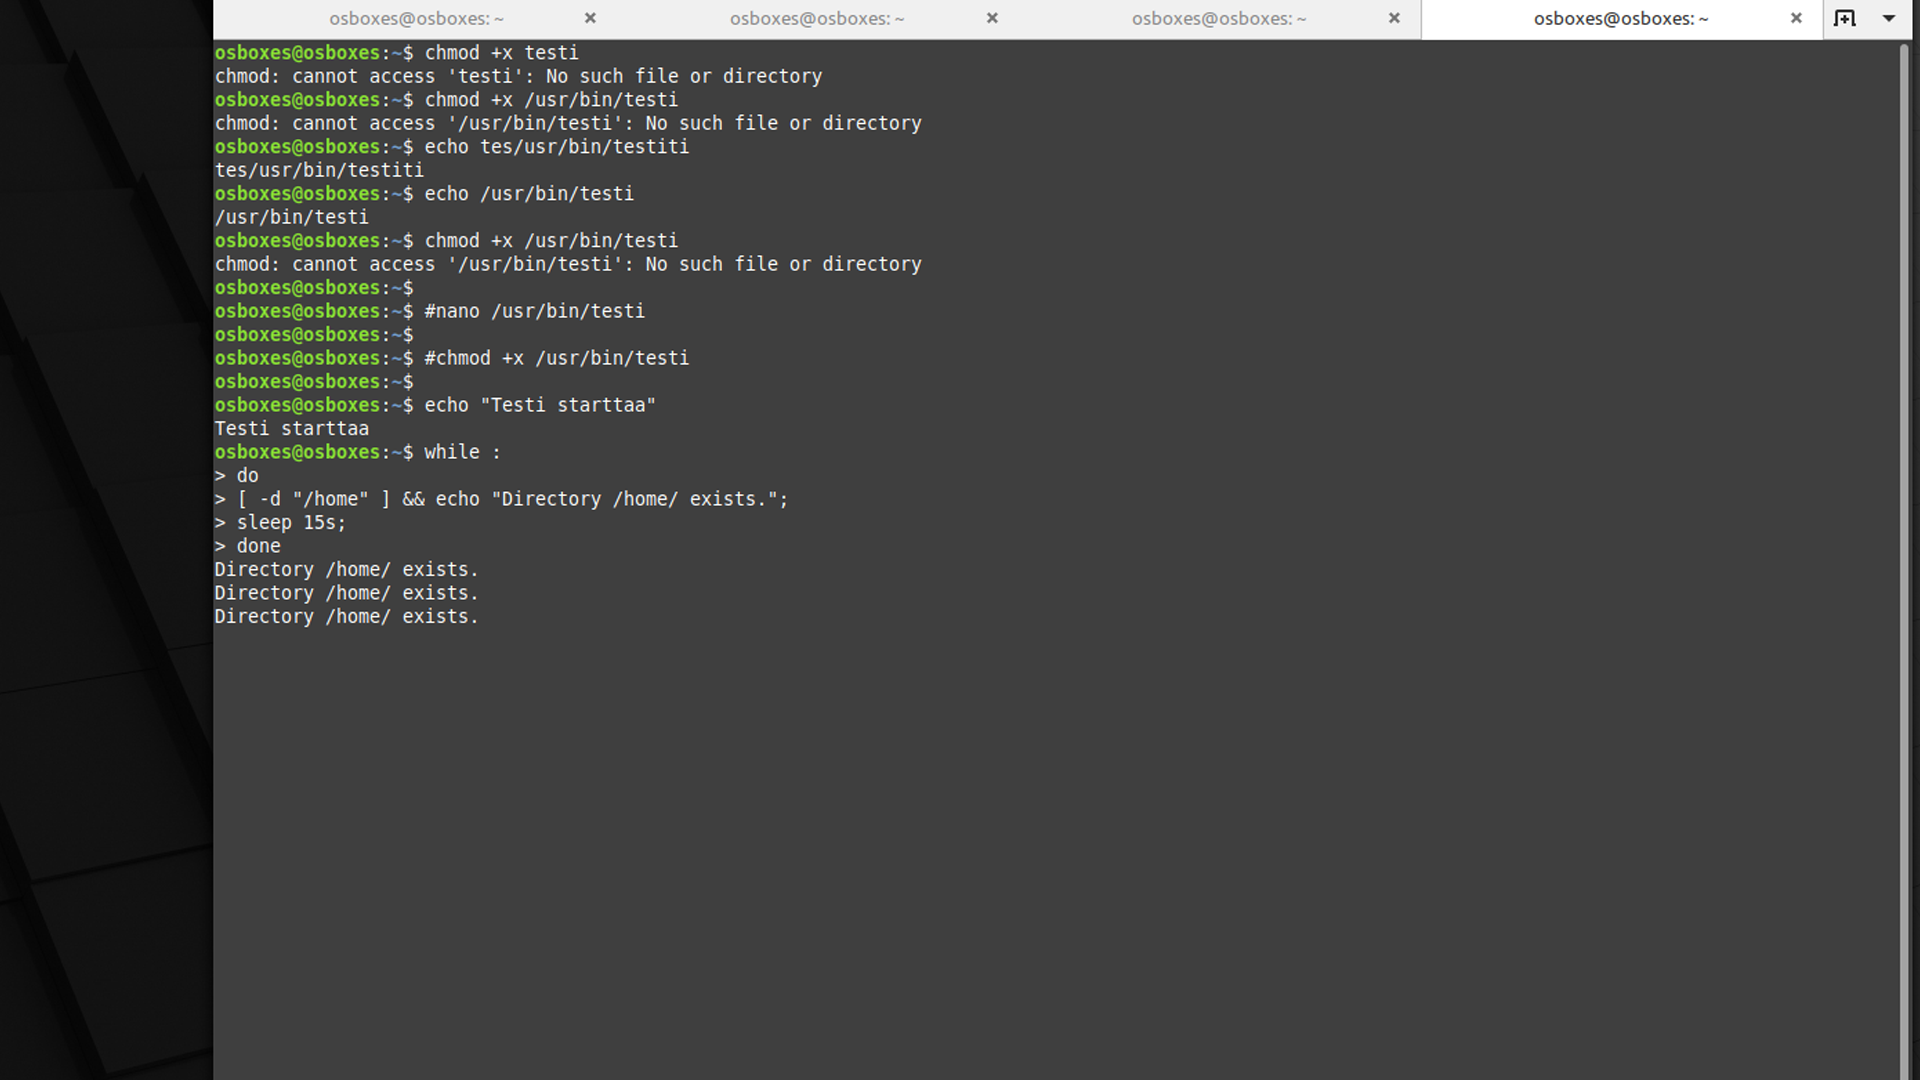 osboxes@osboxes: ~ osboxes@osboxes: ~ osboxes@osboxes: ~ osboxes@osboxes: ~
osboxes@osboxes:~$ chmod +x testi
chmod: cannot access 'testi': No such file or directory
osboxes@osboxes:~$ chmod +x /usr/bin/testi
chmod: cannot access '/usr/bin/testi': No such file or directory
osboxes@osboxes:~$ echo tes/usr/bin/testiti
tes/usr/bin/testiti
osboxes@osboxes:~$ echo /usr/bin/testi
/usr/bin/testi
osboxes@osboxes:~$ chmod +x /usr/bin/testi
chmod: cannot access '/usr/bin/testi': No such file or directory
osboxes@osboxes:~$
osboxes@osboxes:~$ #nano /usr/bin/testi
osboxes@osboxes:~$
osboxes@osboxes:~$ #chmod +x /usr/bin/testi
osboxes@osboxes:~$
osboxes@osboxes:~$ echo "Testi starttaa"
Testi starttaa
osboxes@osboxes:~$ while :
> do
> [ -d "/home" ] && echo "Directory /home/ exists.";
> sleep 15s;
> done
Directory /home/ exists.
Directory /home/ exists.
Directory /home/ exists.